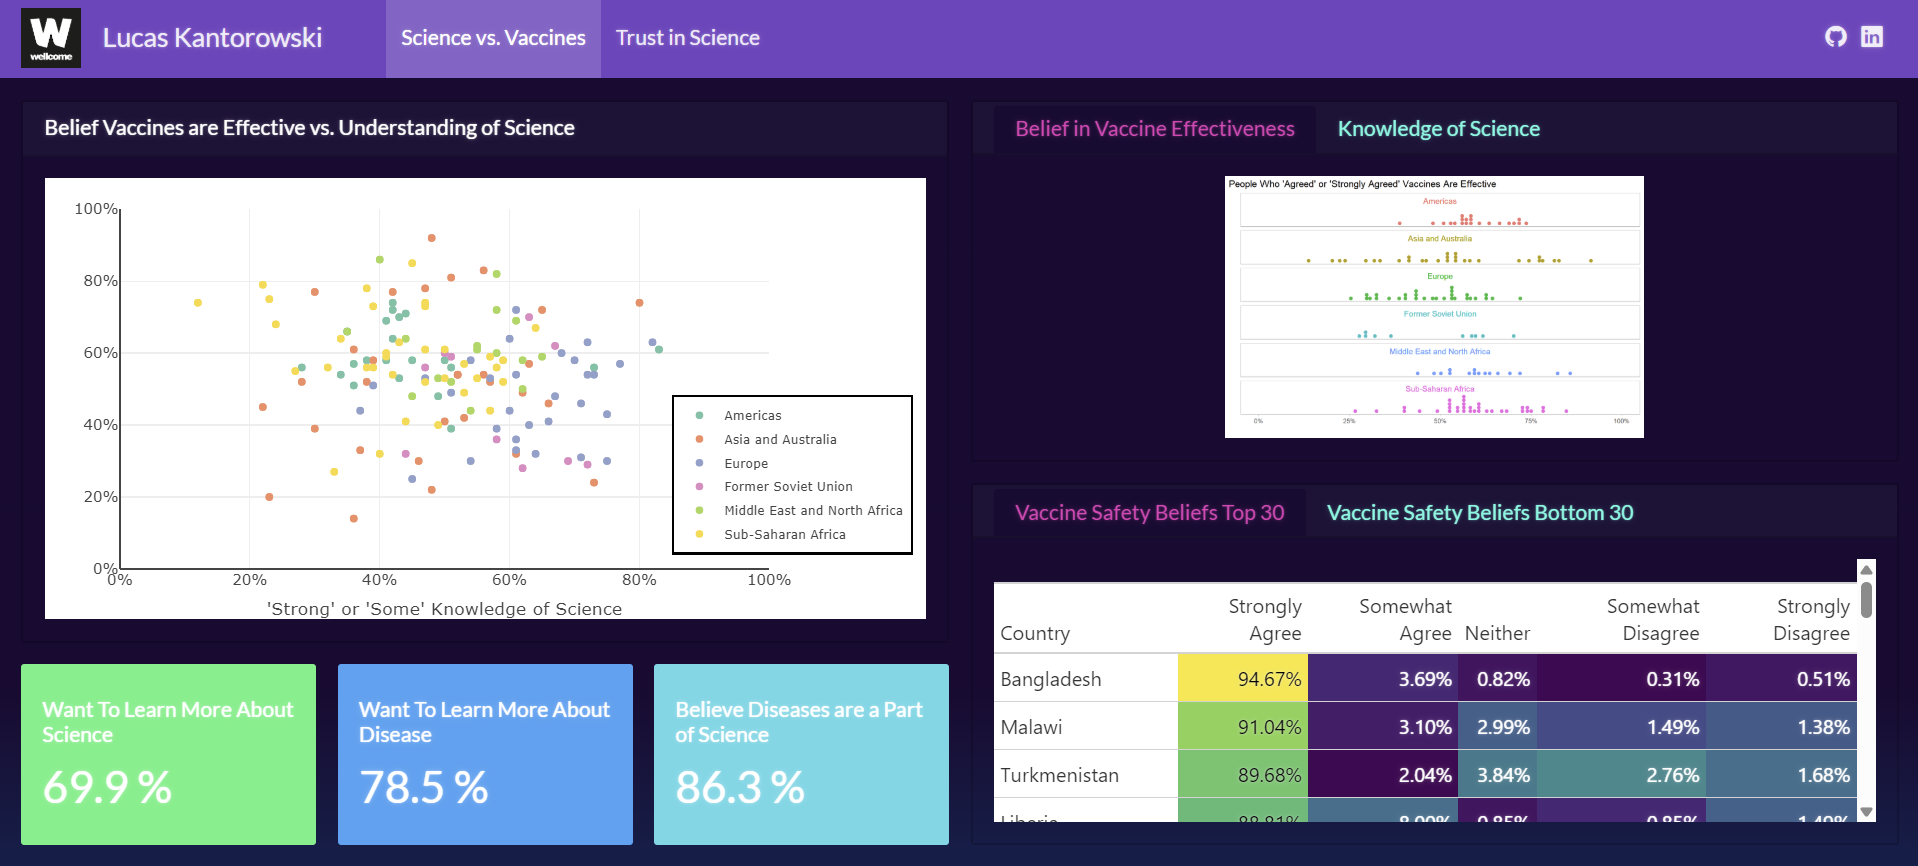 W
wellcome
Lucas Kantorowski
Science vs. Vaccines
Trust in Science
Belief Vaccines are Effective vs. Understanding of Science
100%
80%
60%
40%
20%
0%
0%
20%
40%
60%
80%
100%
'Strong' or 'Some' Knowledge of Science
Americas
Asia and Australia
Europe
Former Soviet Union
Middle East and North Africa
Sub-Saharan Africa
Want To Learn More About
Science
69.9 %
Want To Learn More About
Disease
78.5 %
Believe Diseases are a Part
of Science
86.3 %
Belief in Vaccine Effectiveness
Knowledge of Science
People Who 'Agreed' or 'Strongly Agreed' Vaccines Are Effective
Americas
Asia and Australia
Europe
Former Soviet Union
Middle East and North Africa
Sub-Saharan Africa
0%
25%
50%
75%
100%
Vaccine Safety Beliefs Top 30
Vaccine Safety Beliefs Bottom 30
Country
Strongly
Agree
Somewhat
Agree
Neither
Somewhat
Disagree
Strongly
Disagree
Bangladesh 94.67% 3.69% 0.82% 0.31% 0.51%
Malawi 91.04% 3.10% 2.99% 1.49% 1.38%
Turkmenistan 89.68% 2.04% 3.84% 2.76% 1.68%
Liberia